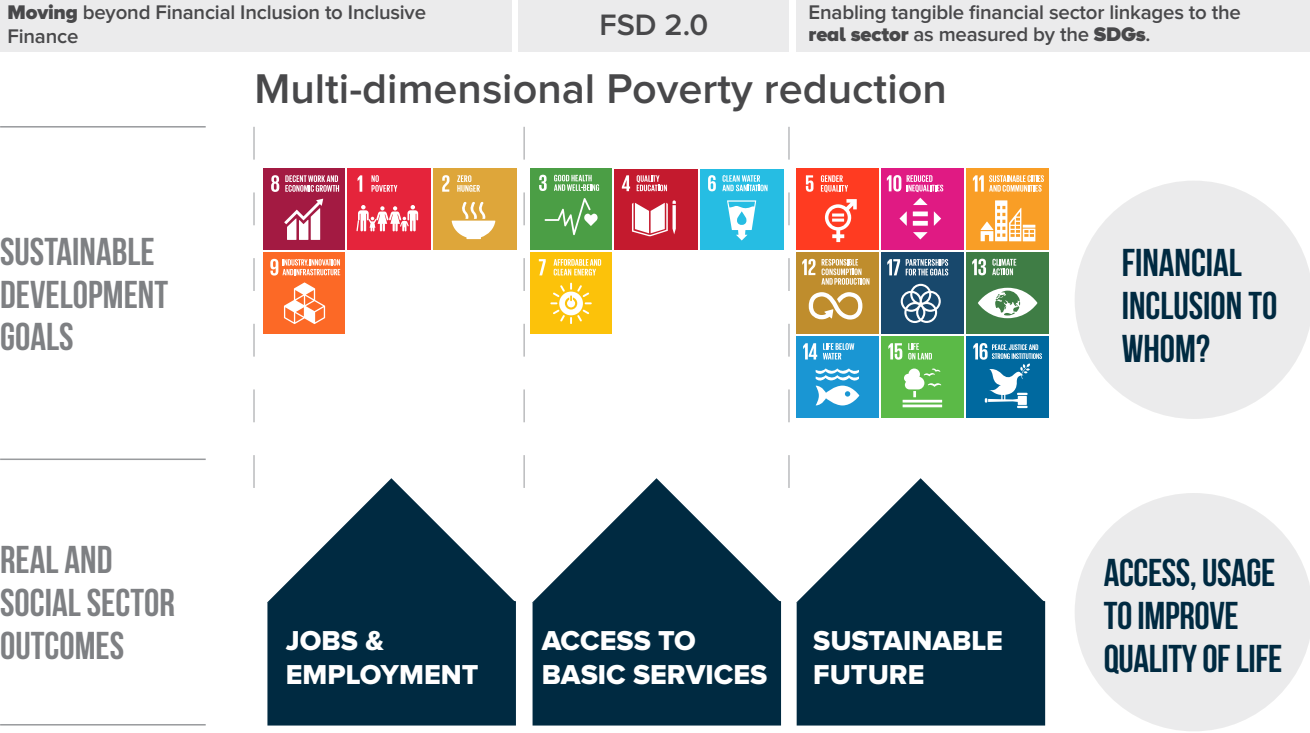 Moving beyond Financial Inclusion to Inclusive
Finance
FSD 2.0
Enabling tangible financial sector linkages to the
real sector as measured by the SDGs.
Multi-dimensional Poverty reduction
SUSTAINABLE
DEVELOPMENT
GOALS
8 DECENT WORK AND
ECONOMIC GROWTH
1 NO
POVERTY
2 ZERO
HUNGER
9 INDUSTRY, INNOVATION
AND INFRASTRUCTURE
3 GOOD HEALTH
AND WELL-BEING
4 QUALITY
EDUCATION
6 CLEAN WATER
AND SANITATION
7 AFFORDABLE AND
CLEAN ENERGY
5 GENDER
EQUALITY
10 REDUCED
INEQUALITIES
11 SUSTAINABLE CITIES
AND COMMUNITIES
12 RESPONSIBLE
CONSUMPTION
AND PRODUCTION
17 PARTNERSHIPS
FOR THE GOALS
13 CLIMATE
ACTION
14 LIFE BELOW
WATER
15 LIFE
ON LAND
16 PEACE, JUSTICE AND
STRONG INSTITUTIONS
FINANCIAL
INCLUSION TO
WHOM?
REAL AND
SOCIAL SECTOR
OUTCOMES
JOBS &
EMPLOYMENT
ACCESS TO
BASIC SERVICES
SUSTAINABLE
FUTURE
ACCESS, USAGE
TO IMPROVE
QUALITY OF LIFE